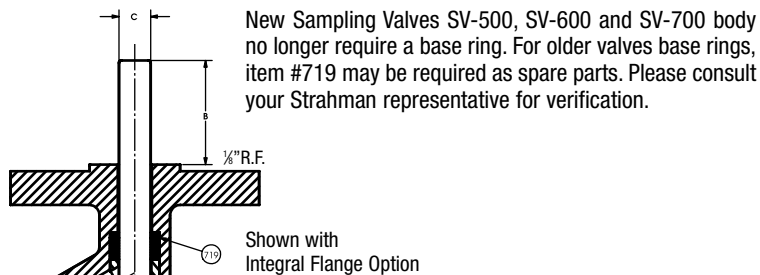 C
New Sampling Valves SV-500, SV-600 and SV-700 body
no longer require a base ring. For older valves base rings,
item #719 may be required as spare parts. Please consult
your Strahman representative for verification.
B
⅛"R.F.
719
Shown with
Integral Flange Option